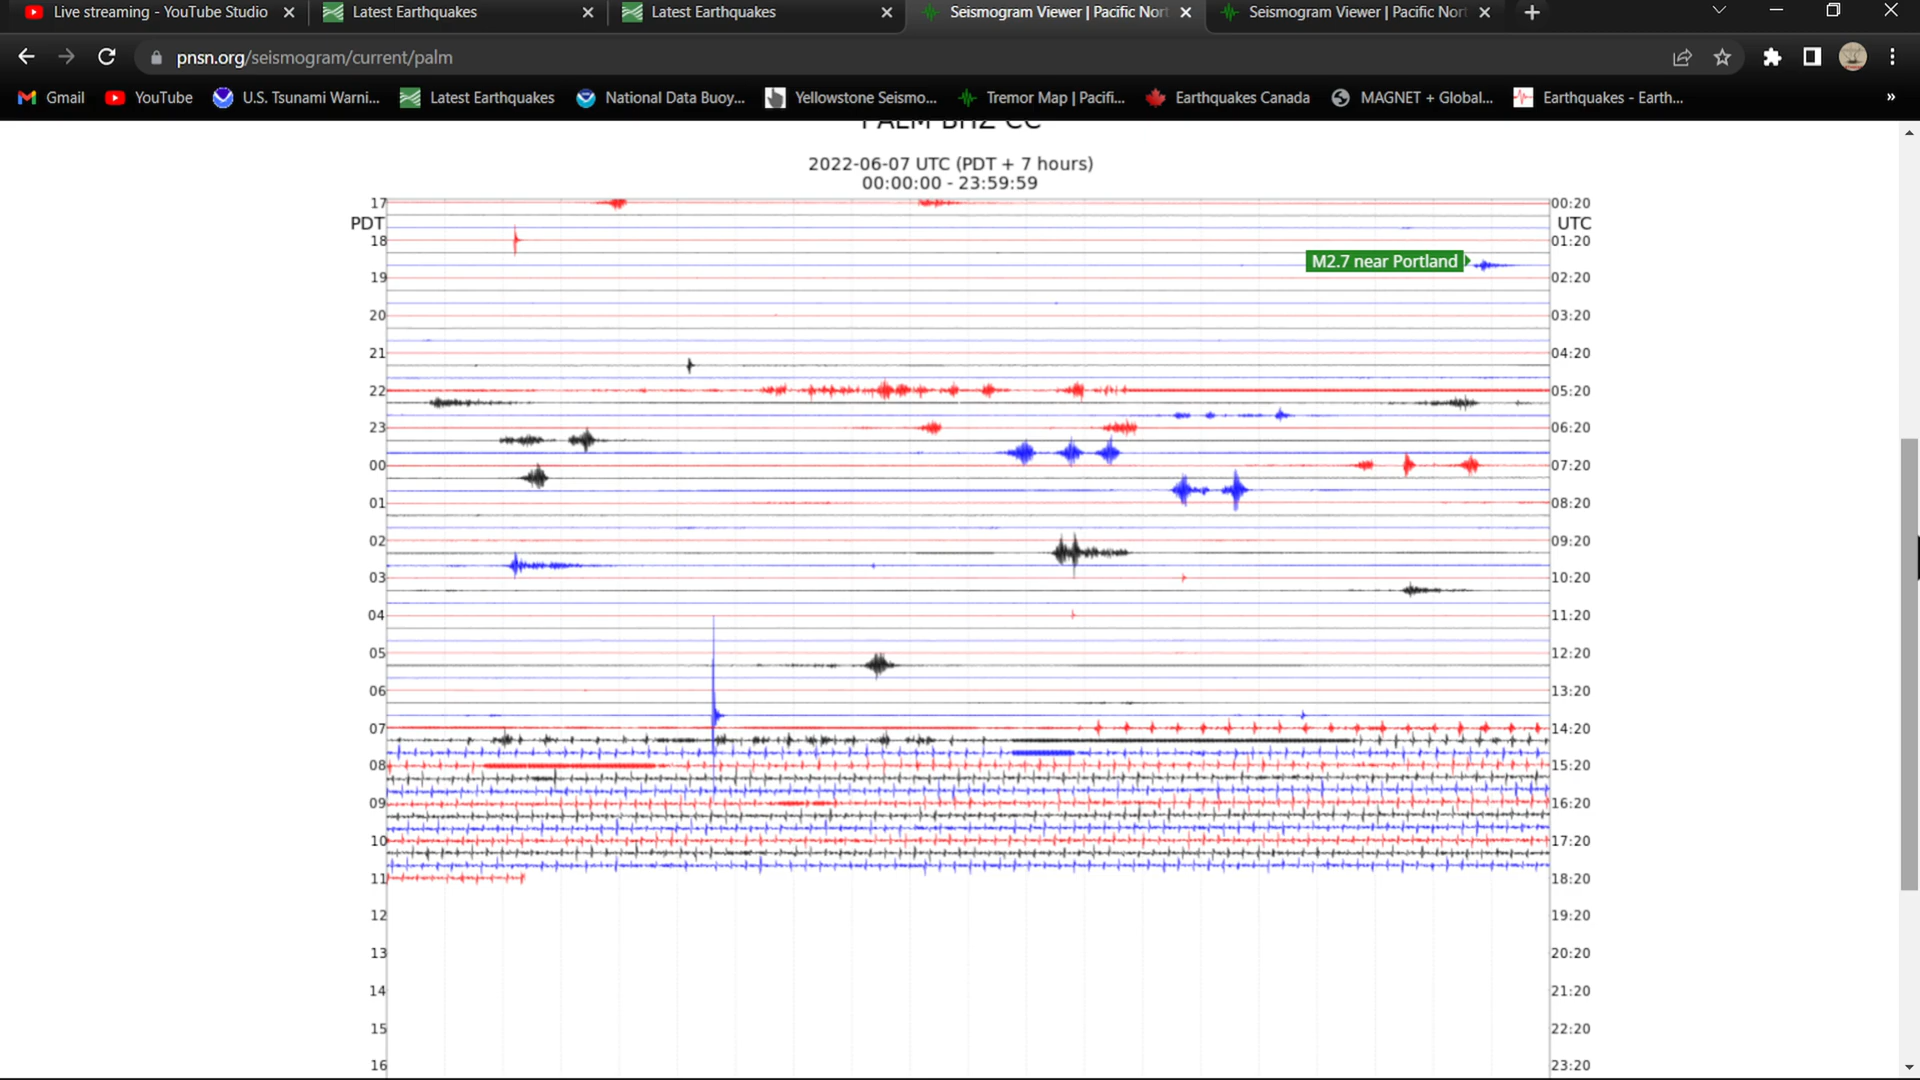 Live streaming - YouTube Studio
Latest Earthquakes
Latest Earthquakes
Seismogram Viewer | Pacific Nort
Seismogram Viewer | Pacific Nort
pnsn.org/seismogram/current/palm
Gmail
YouTube
U.S. Tsunami Warni...
Latest Earthquakes
National Data Buoy...
Yellowstone Seismo...
Tremor Map | Pacifi...
Earthquakes Canada
MAGNET + Global...
Earthquakes - Earth...
»
PALM BHZ CC
2022-06-07 UTC (PDT + 7 hours)
00:00:00 - 23:59:59
17 00:20
PDT UTC
18 01:20
M2.7 near Portland
19 02:20
20 03:20
21 04:20
22 05:20
23 06:20
00 07:20
01 08:20
02 09:20
03 10:20
04 11:20
05 12:20
06 13:20
07 14:20
08 15:20
09 16:20
10 17:20
11 18:20
12 19:20
13 20:20
14 21:20
15 22:20
16 23:20